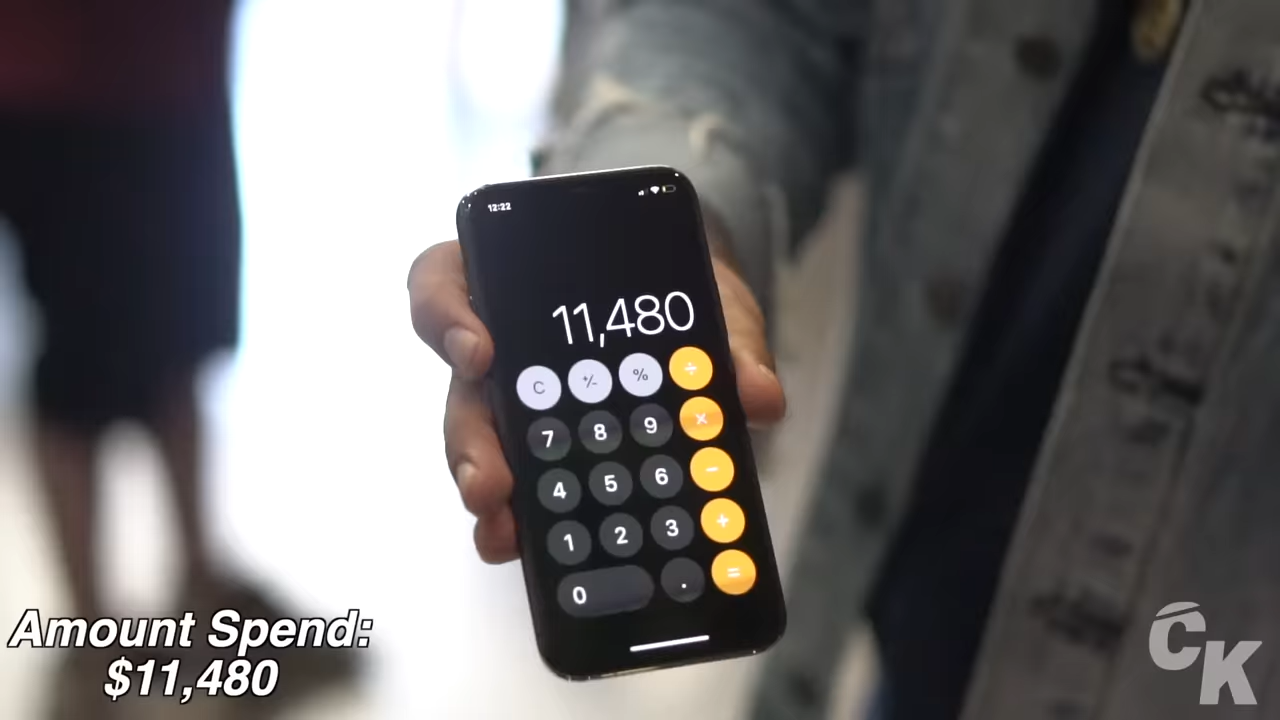 12:22
11,480
C +/- % ÷
7 8 9 ×
4 5 6 −
1 2 3 +
0 . =
Amount Spend:
$11,480
CK